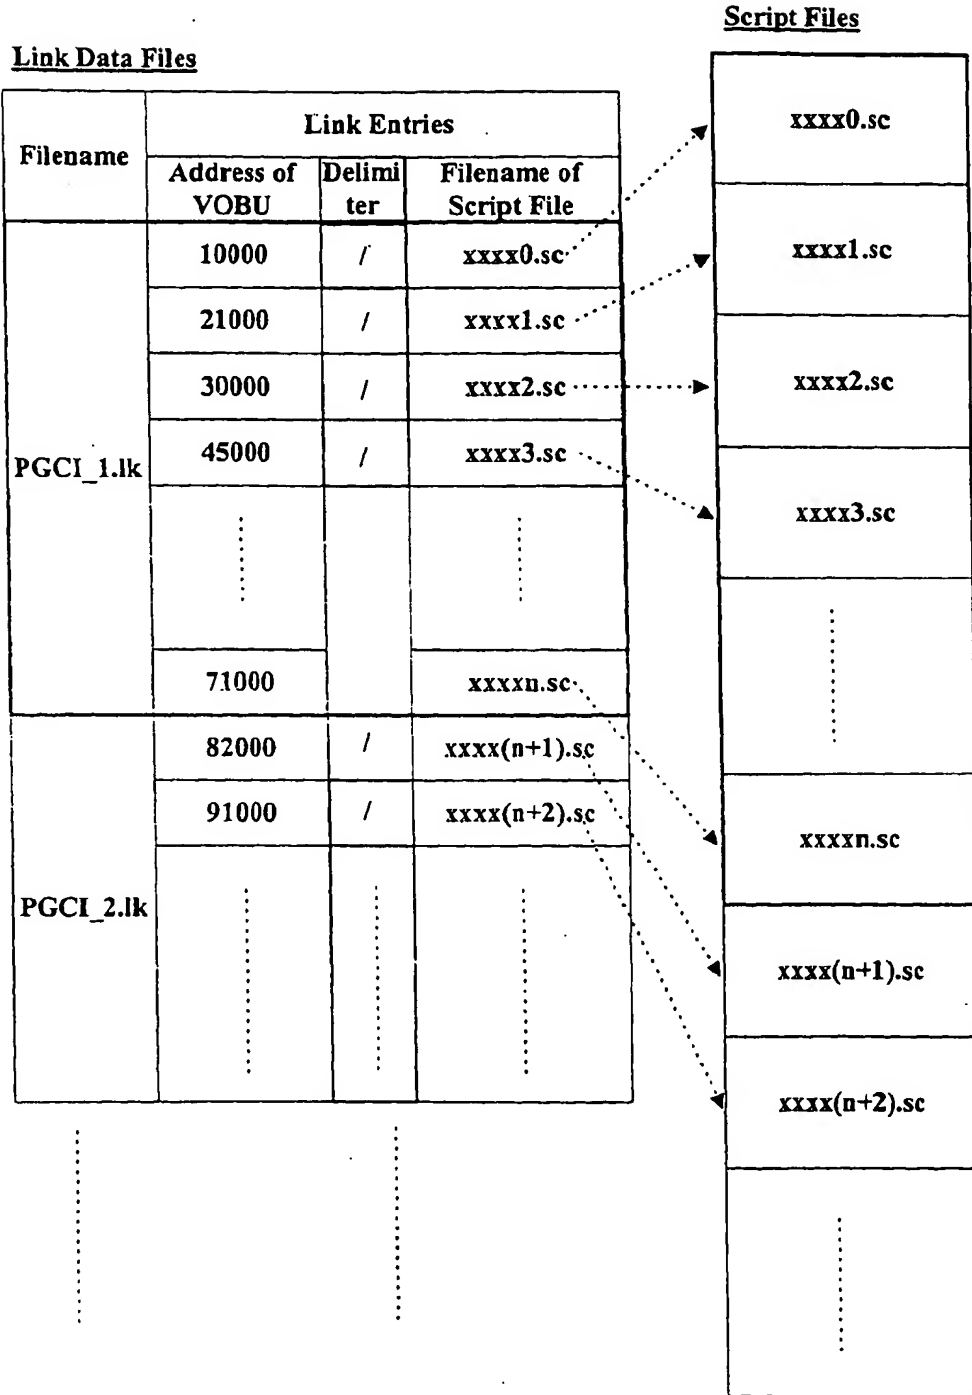 Script Files
Link Data Files
Filename
Link Entries
Address of
VOBU
Delimi
ter
Filename of
Script File
PGCI_1.lk
10000 / xxxx0.sc
21000 / xxxx1.sc
30000 / xxxx2.sc
45000 / xxxx3.sc
71000 xxxxn.sc
PGCI_2.lk
82000 / xxxx(n+1).sc
91000 / xxxx(n+2).sc
xxxx0.sc
xxxx1.sc
xxxx2.sc
xxxx3.sc
xxxxn.sc
xxxx(n+1).sc
xxxx(n+2).sc